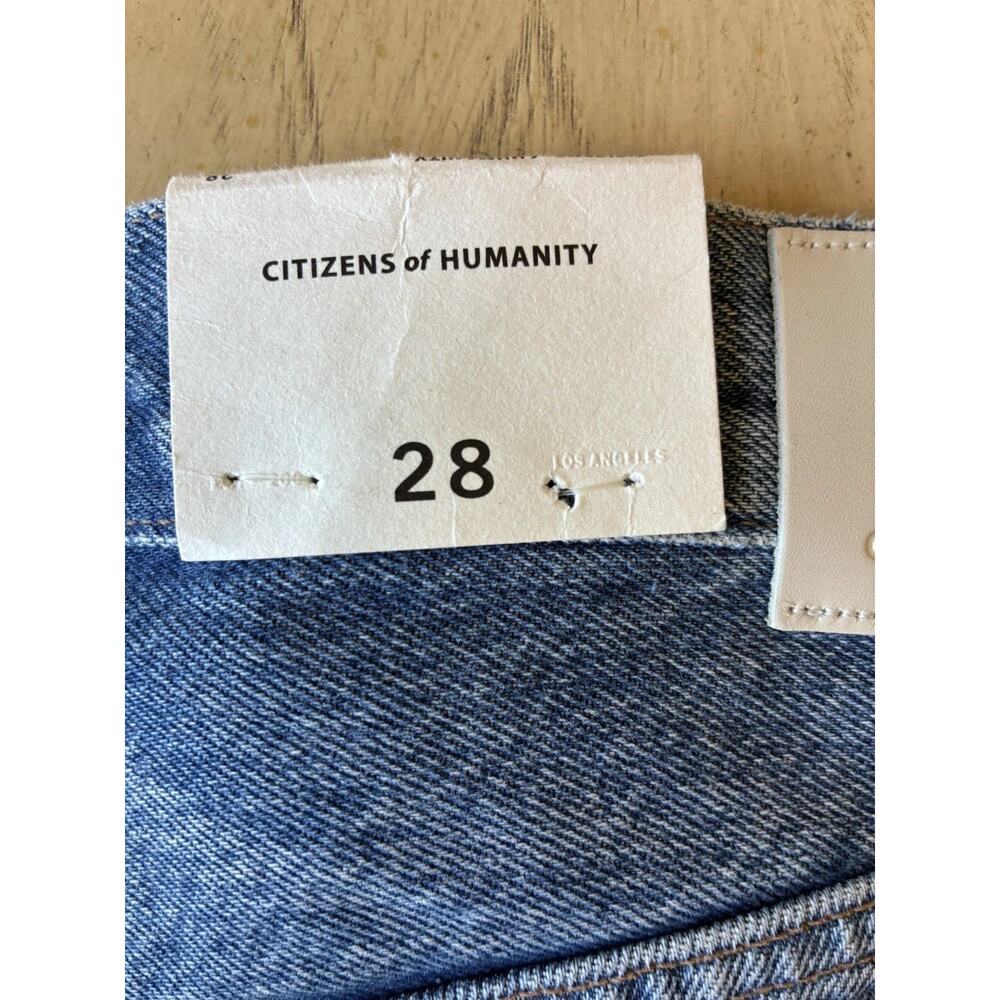 CITIZENS of HUMANITY
28
LOS ANGELES